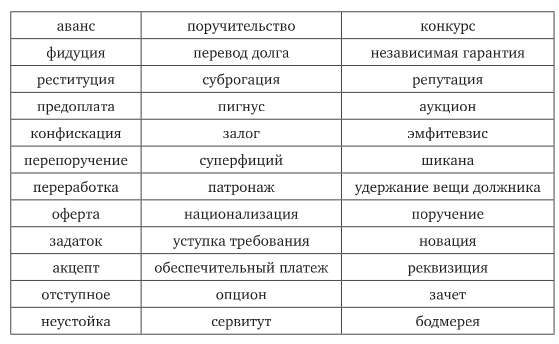 аванс поручительство конкурс
фидуция перевод долга независимая гарантия
реституция суброгация репутация
предоплата пигнус аукцион
конфискация залог эмфитевзис
перепоручение суперфиций шикана
переработка патронаж удержание вещи должника
оферта национализация поручение
задаток уступка требования новация
акцепт обеспечительный платеж реквизиция
отступное опцион зачет
неустойка сервитут бодмерея